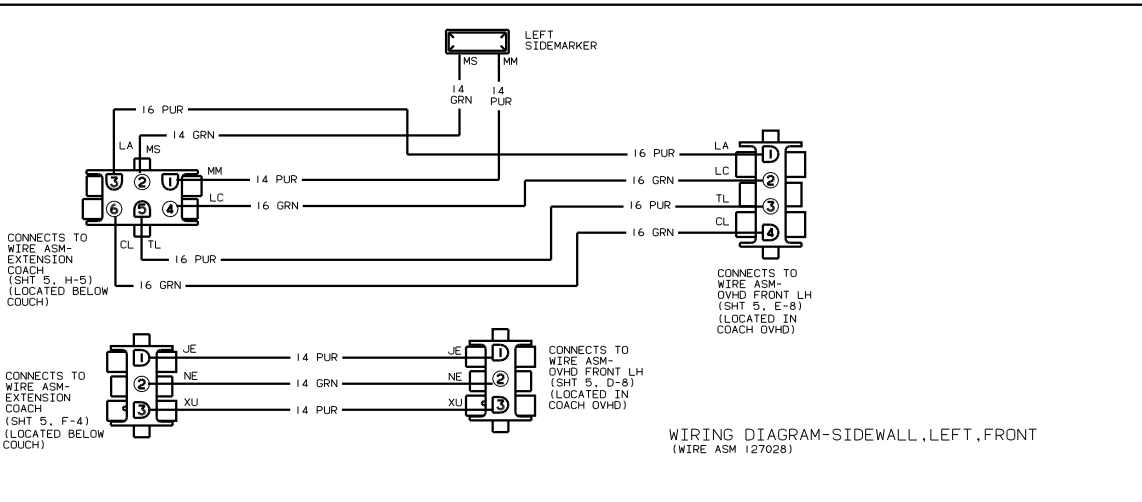 LEFT
SIDEMARKER
MS MM
14
GRN
14
PUR
16 PUR
14 GRN
LA MS
MM
14 PUR
LC
16 GRN
3 2 1
6 5 4
CL TL
16 PUR
16 GRN
CONNECTS TO
WIRE ASM-
EXTENSION
COACH
(SHT 5, H-5)
(LOCATED BELOW
COUCH)
16 PUR LA 1
16 GRN LC 2
16 PUR TL 3
16 GRN CL 4
CONNECTS TO
WIRE ASM-
OVHD FRONT LH
(SHT 5, E-8)
(LOCATED IN
COACH OVHD)
1 JE 14 PUR JE 1
2 NE 14 GRN NE 2
3 XU 14 PUR XU 3
CONNECTS TO
WIRE ASM-
EXTENSION
COACH
(SHT 5, F-4)
(LOCATED BELOW
COUCH)
CONNECTS TO
WIRE ASM-
OVHD FRONT LH
(SHT 5, D-8)
(LOCATED IN
COACH OVHD)
WIRING DIAGRAM-SIDEWALL,LEFT,FRONT
(WIRE ASM 127028)